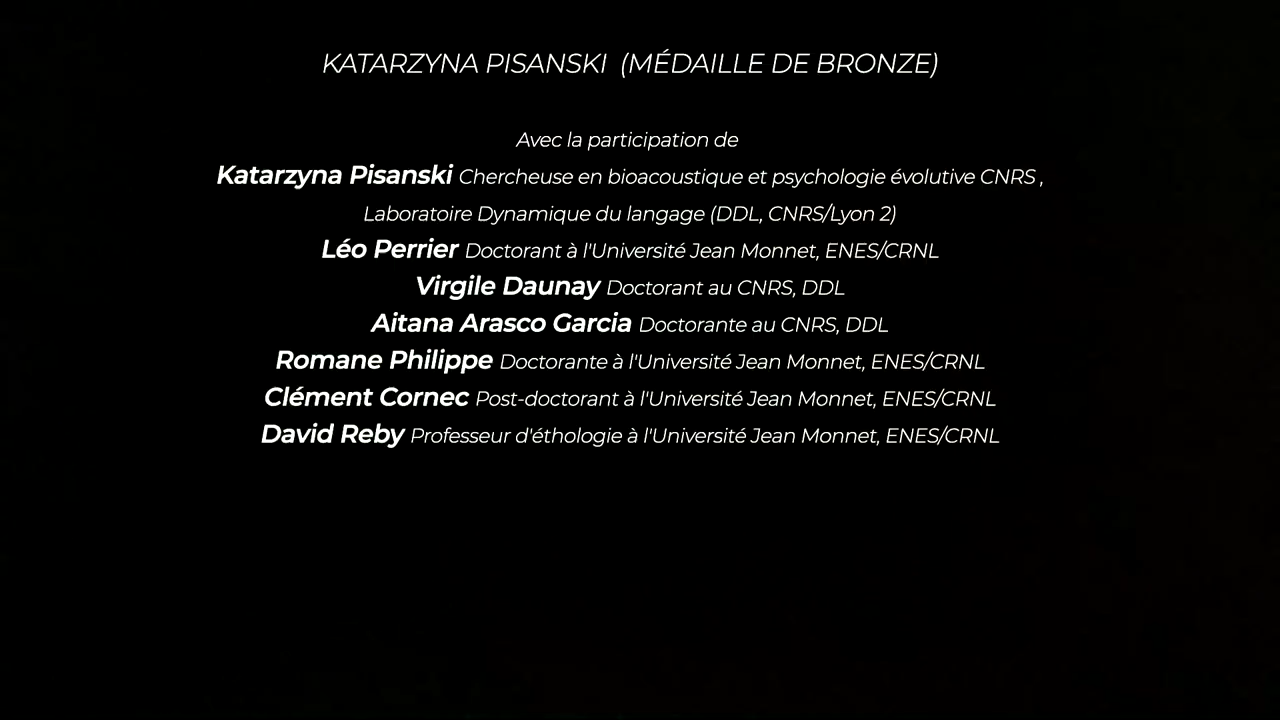 KATARZYNA PISANSKI (MÉDAILLE DE BRONZE)
Avec la participation de
Katarzyna Pisanski Chercheuse en bioacoustique et psychologie évolutive CNRS ,
Laboratoire Dynamique du langage (DDL, CNRS/Lyon 2)
Léo Perrier Doctorant à l'Université Jean Monnet, ENES/CRNL
Virgile Daunay Doctorant au CNRS, DDL
Aitana Arasco Garcia Doctorante au CNRS, DDL
Romane Philippe Doctorante à l'Université Jean Monnet, ENES/CRNL
Clément Cornec Post-doctorant à l'Université Jean Monnet, ENES/CRNL
David Reby Professeur d'éthologie à l'Université Jean Monnet, ENES/CRNL